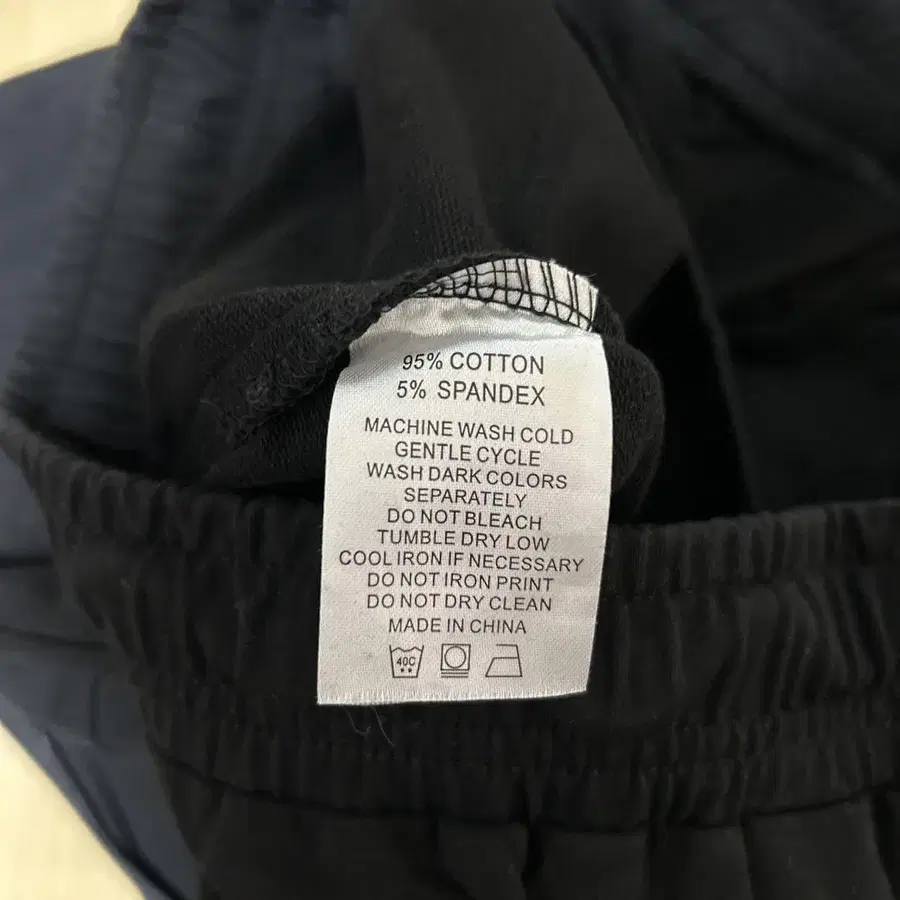 95% COTTON
5% SPANDEX
MACHINE WASH COLD
GENTLE CYCLE
WASH DARK COLORS
SEPARATELY
DO NOT BLEACH
TUMBLE DRY LOW
COOL IRON IF NECESSARY
DO NOT IRON PRINT
DO NOT DRY CLEAN
MADE IN CHINA
40C